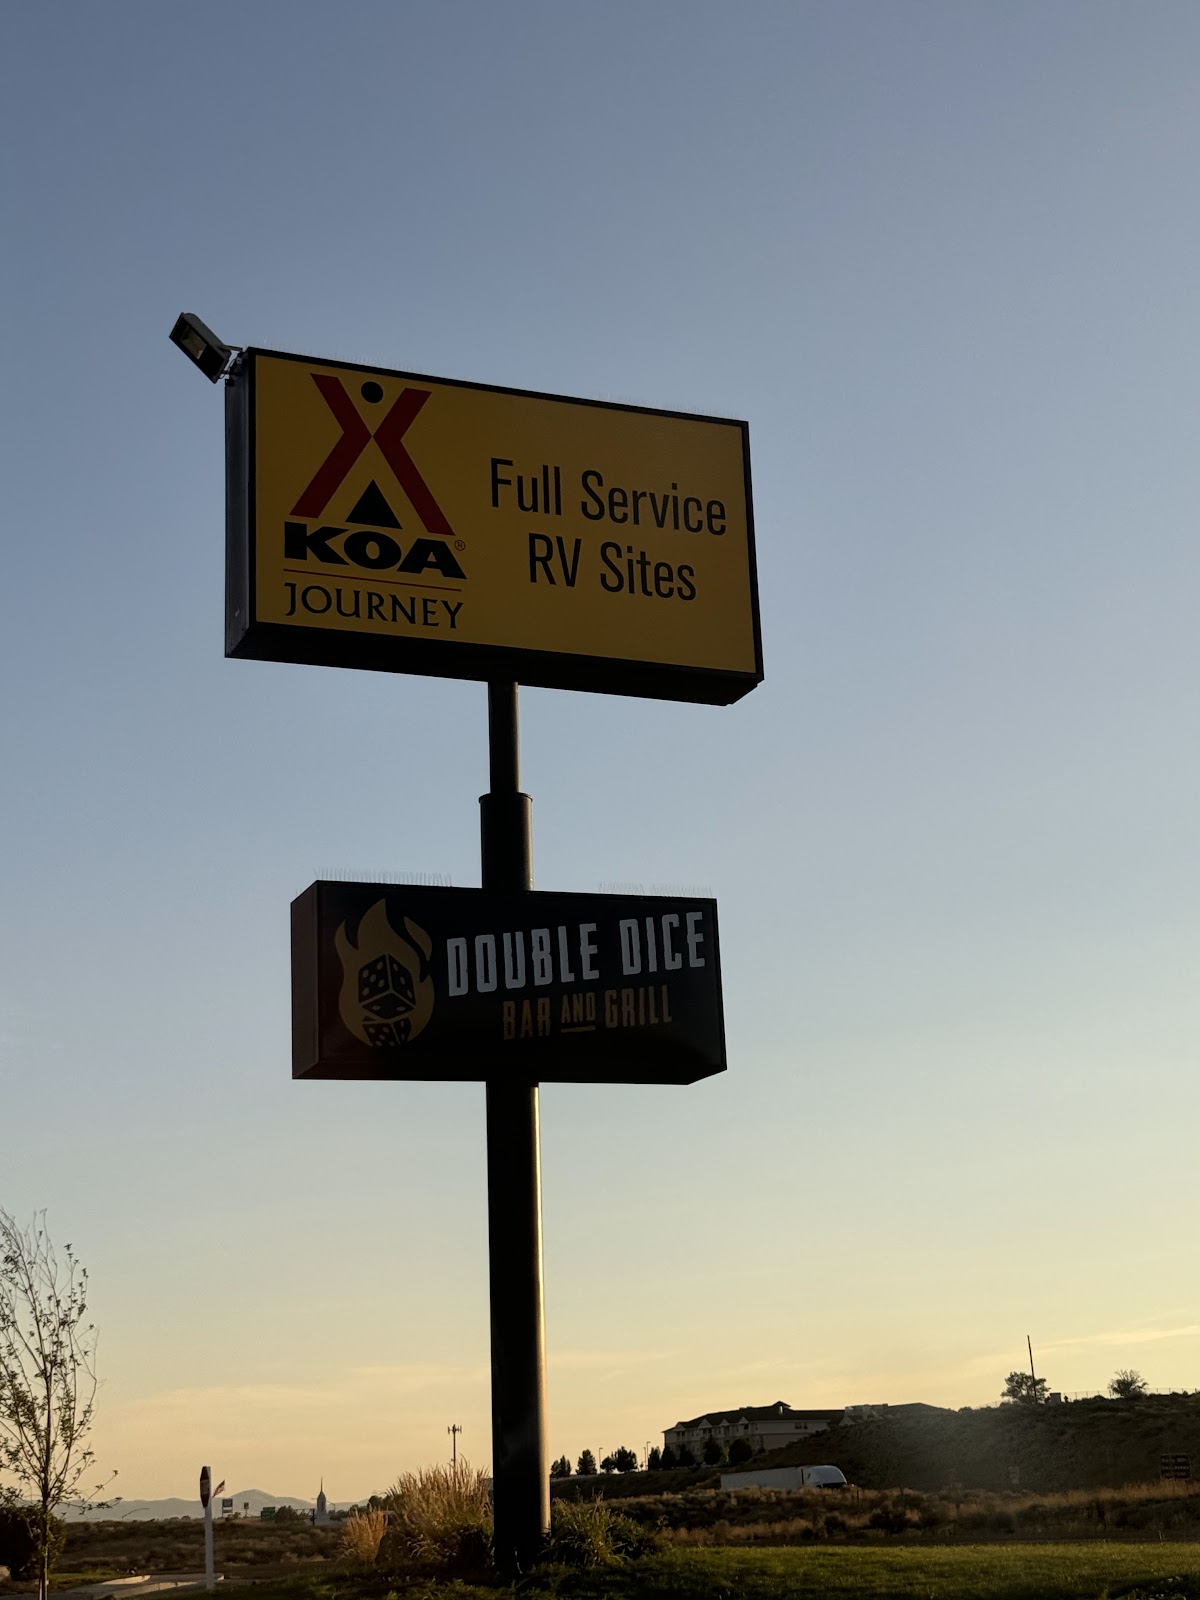 KOA®
JOURNEY
Full Service
RV Sites
DOUBLE DICE
BAR AND GRILL